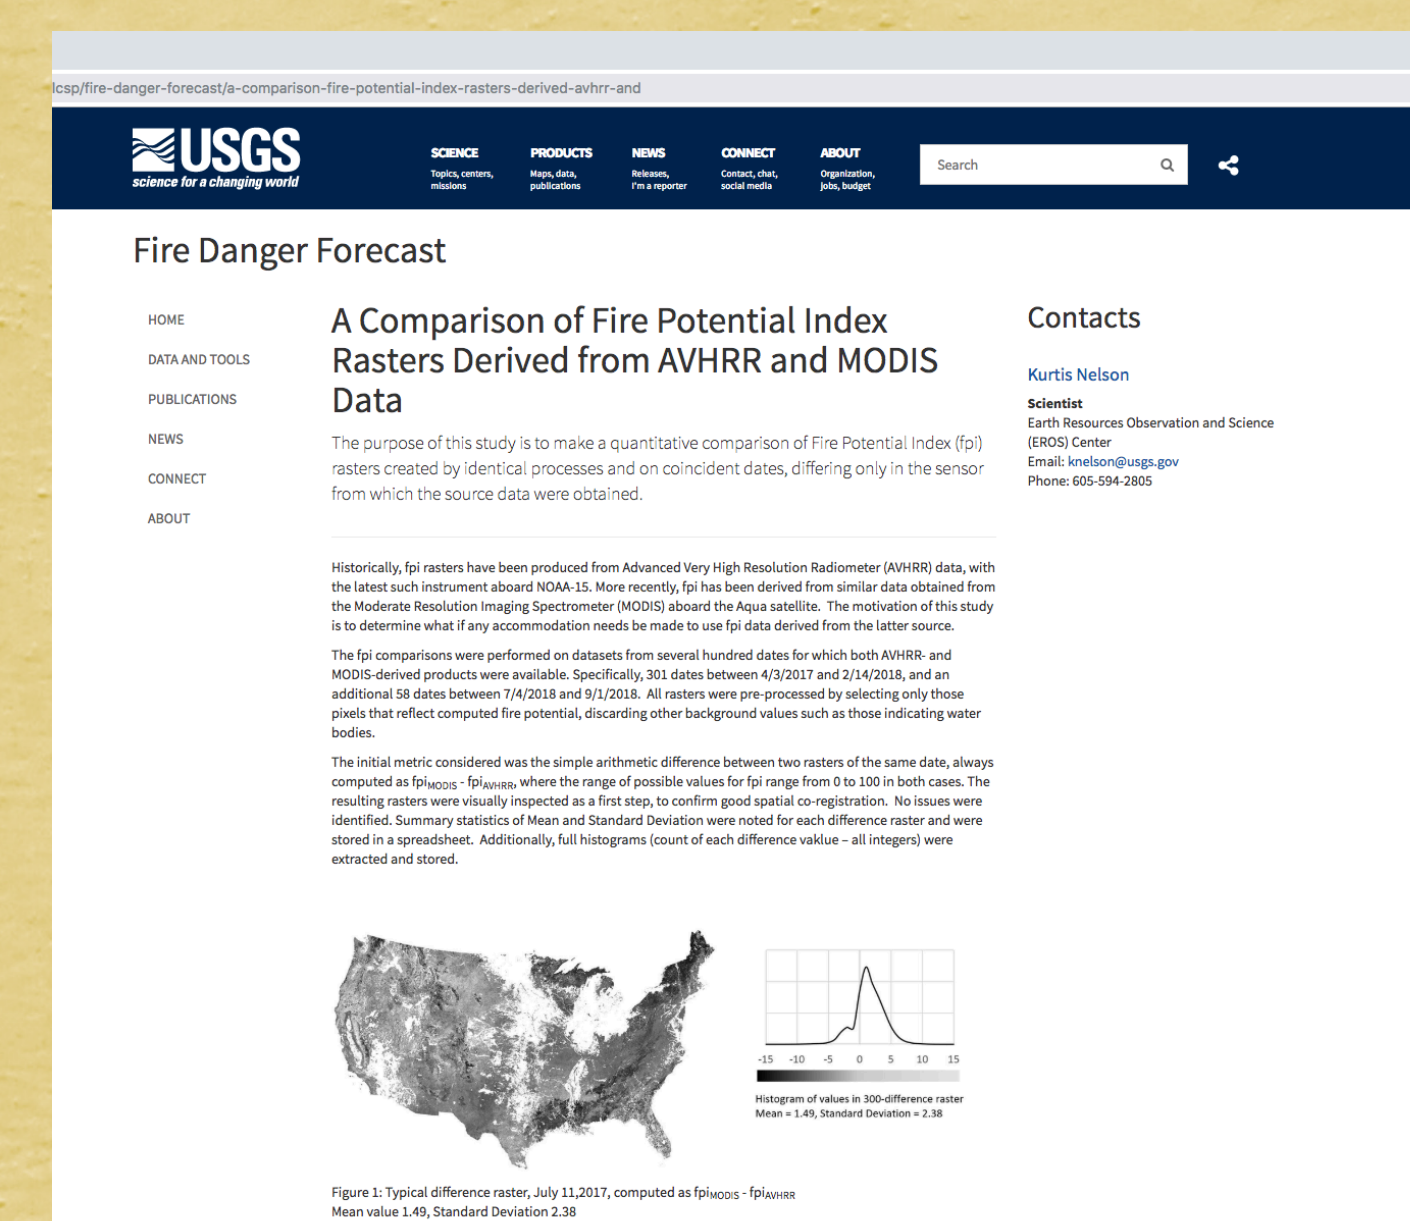 lcsp/fire-danger-forecast/a-comparison-fire-potential-index-rasters-derived-avhrr-and
USGS
science for a changing world
SCIENCE
Topics, centers,
missions
PRODUCTS
Maps, data,
publications
NEWS
Releases,
I'm a reporter
CONNECT
Contact, chat,
social media
ABOUT
Organization,
jobs, budget
Search
Fire Danger Forecast
HOME
DATA AND TOOLS
PUBLICATIONS
NEWS
CONNECT
ABOUT
A Comparison of Fire Potential Index
Rasters Derived from AVHRR and MODIS
Data
The purpose of this study is to make a quantitative comparison of Fire Potential Index (fpi)
rasters created by identical processes and on coincident dates, differing only in the sensor
from which the source data were obtained.
Historically, fpi rasters have been produced from Advanced Very High Resolution Radiometer (AVHRR) data, with
the latest such instrument aboard NOAA-15. More recently, fpi has been derived from similar data obtained from
the Moderate Resolution Imaging Spectrometer (MODIS) aboard the Aqua satellite. The motivation of this study
is to determine what if any accommodation needs be made to use fpi data derived from the latter source.
The fpi comparisons were performed on datasets from several hundred dates for which both AVHRR- and
MODIS-derived products were available. Specifically, 301 dates between 4/3/2017 and 2/14/2018, and an
additional 58 dates between 7/4/2018 and 9/1/2018. All rasters were pre-processed by selecting only those
pixels that reflect computed fire potential, discarding other background values such as those indicating water
bodies.
The initial metric considered was the simple arithmetic difference between two rasters of the same date, always
computed as fpiMODIS - fpiAVHRR, where the range of possible values for fpi range from 0 to 100 in both cases. The
resulting rasters were visually inspected as a first step, to confirm good spatial co-registration. No issues were
identified. Summary statistics of Mean and Standard Deviation were noted for each difference raster and were
stored in a spreadsheet. Additionally, full histograms (count of each difference vaklue – all integers) were
extracted and stored.
-15 -10 -5 0 5 10 15
Histogram of values in 300-difference raster
Mean = 1.49, Standard Deviation = 2.38
Figure 1: Typical difference raster, July 11,2017, computed as fpiMODIS - fpiAVHRR
Mean value 1.49, Standard Deviation 2.38
Contacts
Kurtis Nelson
Scientist
Earth Resources Observation and Science
(EROS) Center
Email: knelson@usgs.gov
Phone: 605-594-2805